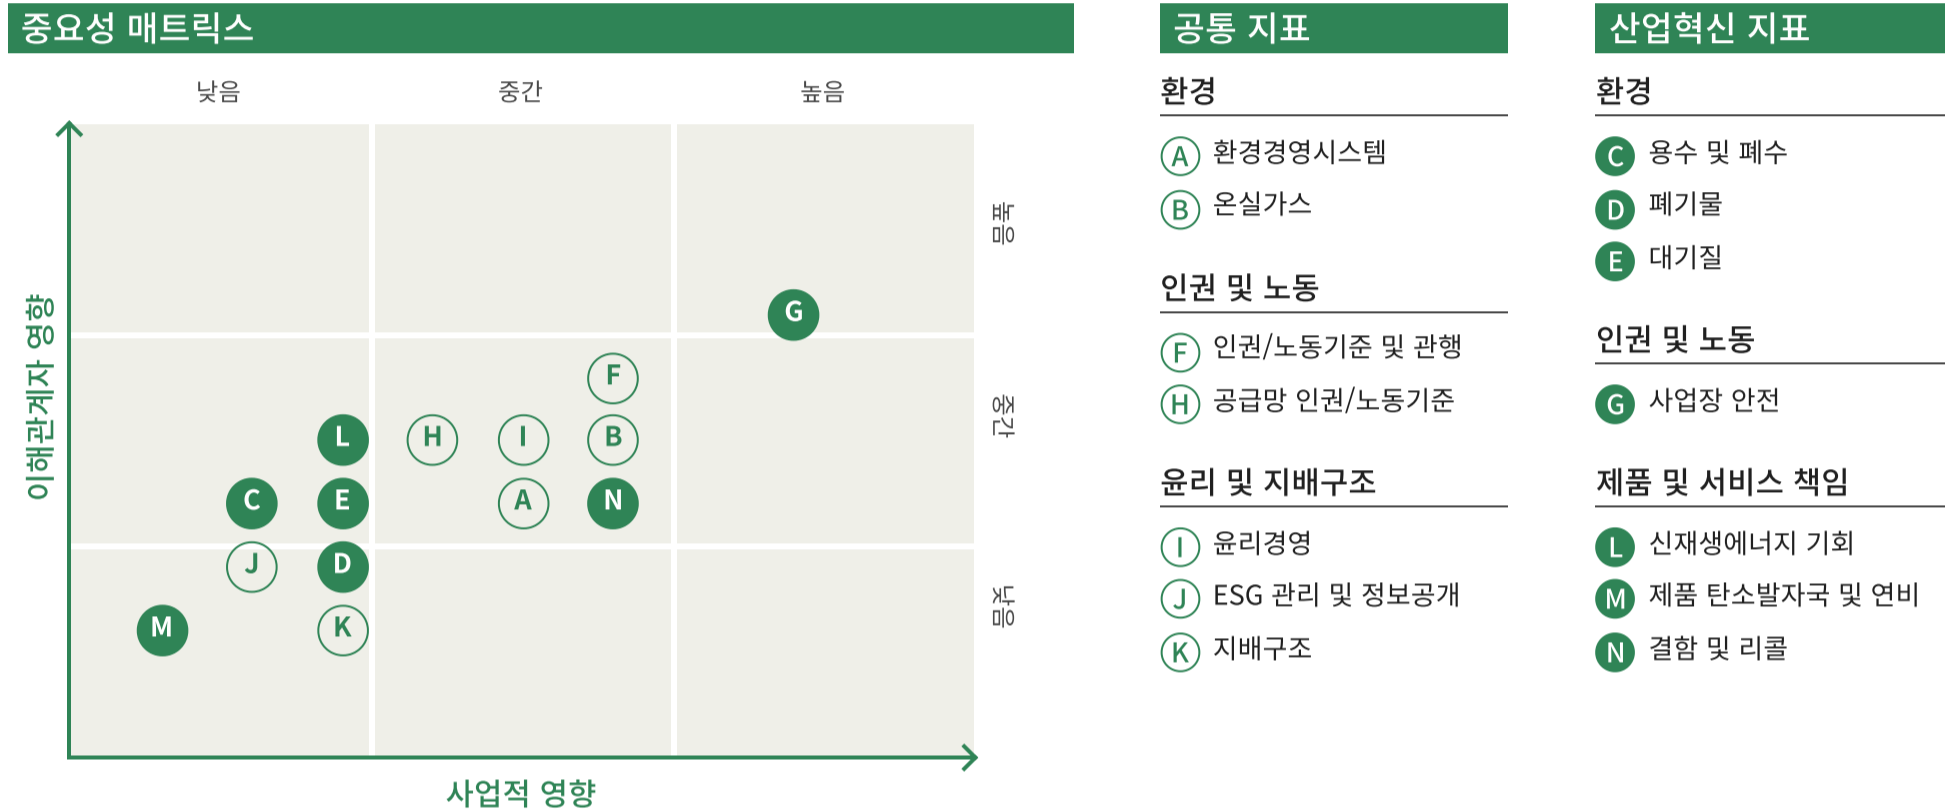 중요성 매트릭스
낮음 중간 높음
높음
중간
낮음
이해관계자 영향
사업적 영향
G
F
L H I B
C E A N
J D
M K
공통 지표
환경
A 환경경영시스템
B 온실가스
인권 및 노동
F 인권/노동기준 및 관행
H 공급망 인권/노동기준
윤리 및 지배구조
I 윤리경영
J ESG 관리 및 정보공개
K 지배구조
산업혁신 지표
환경
C 용수 및 폐수
D 폐기물
E 대기질
인권 및 노동
G 사업장 안전
제품 및 서비스 책임
L 신재생에너지 기회
M 제품 탄소발자국 및 연비
N 결함 및 리콜